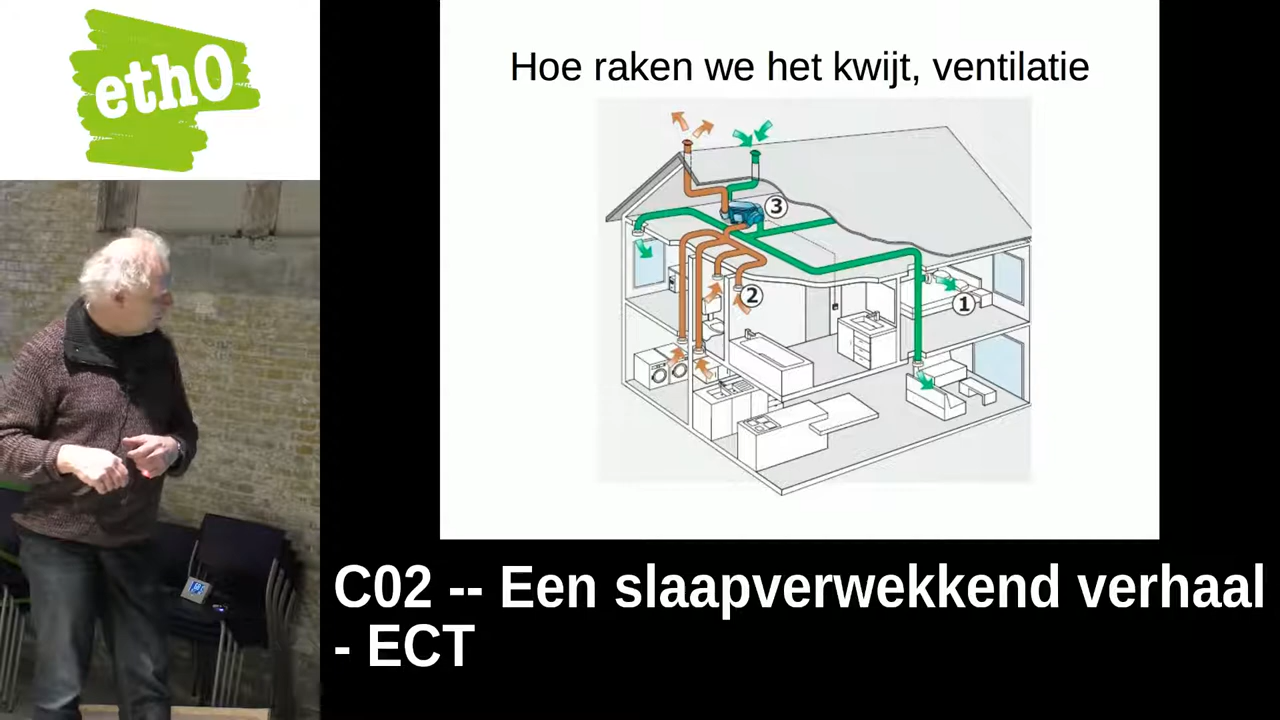 eth0
Hoe raken we het kwijt, ventilatie
3
2
1
C02 -- Een slaapverwekkend verhaal
- ECT